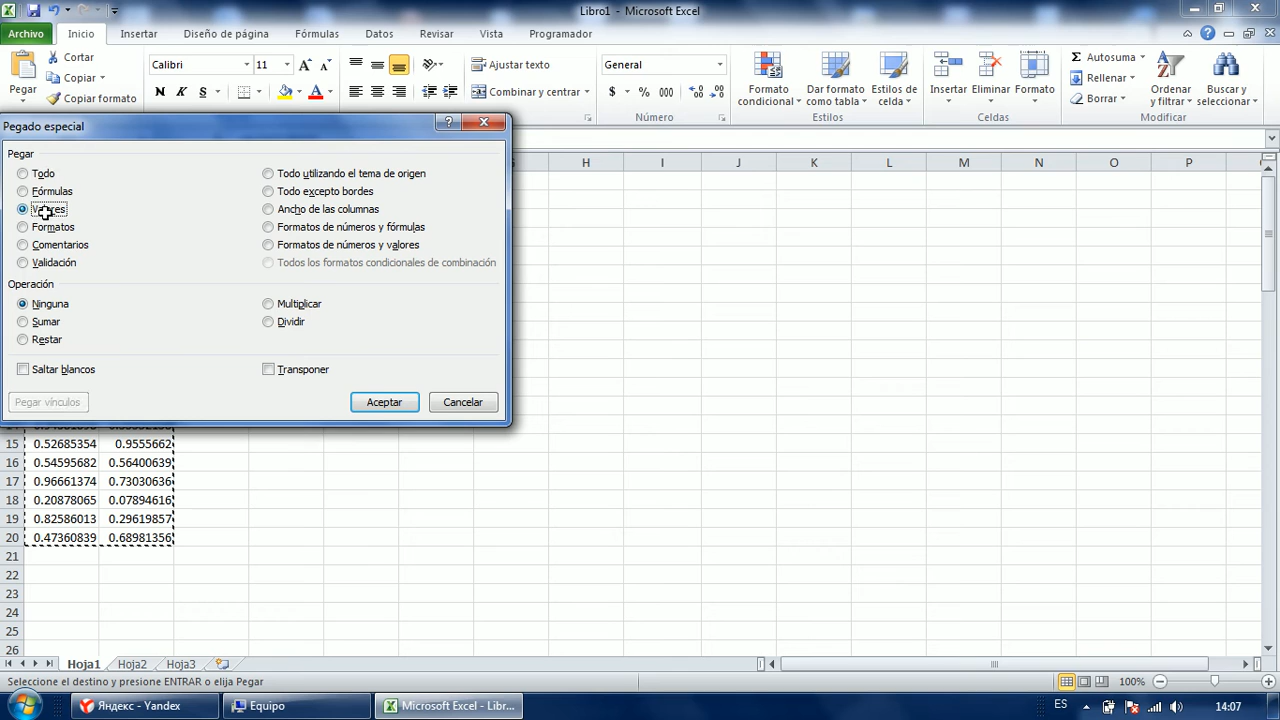 Libro1 - Microsoft Excel
Archivo Inicio Insertar Diseño de página Fórmulas Datos Revisar Vista Programador
Cortar
Copiar
Copiar formato
Pegar
Calibri 11
N K S
Ajustar texto
Combinar y centrar
General
$ % 000
Número
Formato condicional
Dar formato como tabla
Estilos de celda
Estilos
Insertar Eliminar Formato
Celdas
Autosuma
Rellenar
Borrar
Ordenar y filtrar
Buscar y seleccionar
Modificar
Pegado especial
Pegar
Todo
Fórmulas
Formatos
Comentarios
Validación
Todo utilizando el tema de origen
Todo excepto bordes
Ancho de las columnas
Formatos de números y fórmulas
Formatos de números y valores
Todos los formatos condicionales de combinación
Operación
Ninguna
Sumar
Restar
Multiplicar
Dividir
Saltar blancos
Transponer
Pegar vínculos
Aceptar
Cancelar
H I J K L M N O P
15 0.52685354 0.9555662
16 0.54595682 0.56400639
17 0.96661374 0.73030636
18 0.20878065 0.07894616
19 0.82586013 0.29619857
20 0.47360839 0.68981356
21
22
23
24
25
26
Hoja1 Hoja2 Hoja3
Seleccione el destino y presione ENTRAR o elija Pegar
100%
Яндекс - Yandex
Equipo
Microsoft Excel - Libr...
ES
14:07